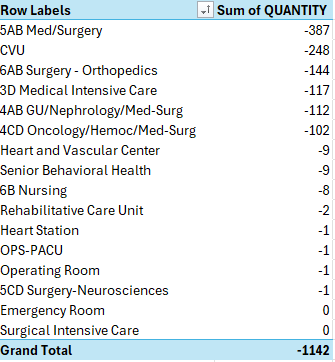 Row Labels Sum of QUANTITY
5AB Med/Surgery -387
CVU -248
6AB Surgery - Orthopedics -144
3D Medical Intensive Care -117
4AB GU/Nephrology/Med-Surg -112
4CD Oncology/Hemoc/Med-Surg -102
Heart and Vascular Center -9
Senior Behavioral Health -9
6B Nursing -8
Rehabilitative Care Unit -2
Heart Station -1
OPS-PACU -1
Operating Room -1
5CD Surgery-Neurosciences -1
Emergency Room 0
Surgical Intensive Care 0
Grand Total -1142